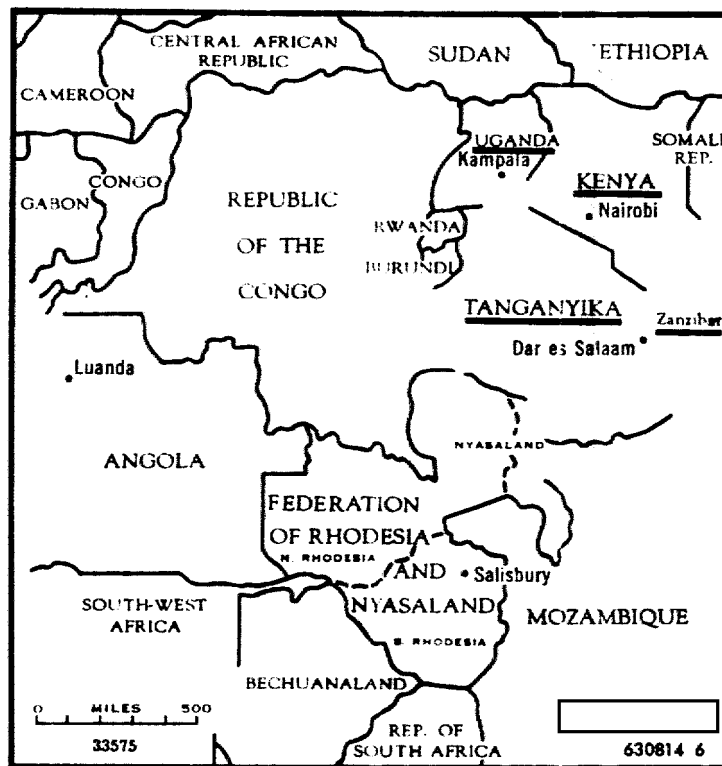 CENTRAL AFRICAN
REPUBLIC
SUDAN
ETHIOPIA
CAMEROON
UGANDA
Kampala
SOMALI
REP.
CONGO
GABON
KENYA
Nairobi
REPUBLIC
OF THE
CONGO
RWANDA
BURUNDI
TANGANYIKA
Zanzibar
Dar es Salaam
Luanda
NYASALAND
ANGOLA
FEDERATION
OF RHODESIA
N. RHODESIA
AND
Salisbury
NYASALAND
SOUTH-WEST
AFRICA
MOZAMBIQUE
S. RHODESIA
BECHUANALAND
0 MILES 500
33575
REP. OF
SOUTH AFRICA
630814 6